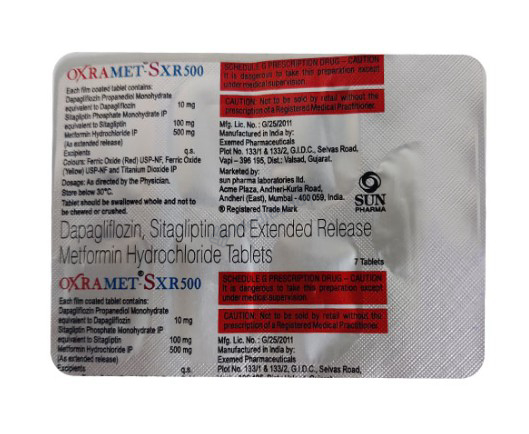 OXRAMET®-SXR500
Each film coated tablet contains:
Dapagliflozin Propanediol Monohydrate
equivalent to Dapagliflozin 10 mg
Sitagliptin Phosphate Monohydrate IP
equivalent to Sitagliptin 100 mg
Metformin Hydrochloride IP 500 mg
(As extended release)
Excipients q.s.
Colours: Ferric Oxide (Red) USP-NF, Ferric Oxide
(Yellow) USP-NF and Titanium Dioxide IP
Dosage: As directed by the Physician.
Store below 30°C.
Tablet should be swallowed whole and not to
be chewed or crushed.
SCHEDULE G PRESCRIPTION DRUG – CAUTION
It is dangerous to take this preparation except
under medical supervision.
CAUTION: Not to be sold by retail without the
prescription of a Registered Medical Practitioner.
Mfg. Lic. No. : G/25/2011
Manufactured in India by:
Exemed Pharmaceuticals
Plot No. 133/1 & 133/2, G.I.D.C., Selvas Road,
Vapi – 396 195, Dist.: Valsad, Gujarat.
Marketed by:
sun pharma laboratories ltd.
Acme Plaza, Andheri-Kurla Road,
Andheri (East), Mumbai - 400 059, India.
® Registered Trade Mark
SUN
PHARMA
Dapagliflozin, Sitagliptin and Extended Release
Metformin Hydrochloride Tablets
7 Tablets
OXRAMET®-SXR500
Each film coated tablet contains:
Dapagliflozin Propanediol Monohydrate
equivalent to Dapagliflozin 10 mg
Sitagliptin Phosphate Monohydrate IP
equivalent to Sitagliptin 100 mg
Metformin Hydrochloride IP 500 mg
(As extended release)
Excipients q.s.
SCHEDULE G PRESCRIPTION DRUG – CAUTION
It is dangerous to take this preparation except
under medical supervision.
CAUTION: Not to be sold by retail without the
prescription of a Registered Medical Practitioner.
Mfg. Lic. No. : G/25/2011
Manufactured in India by:
Exemed Pharmaceuticals
Plot No. 133/1 & 133/2, G.I.D.C., Selvas Road,